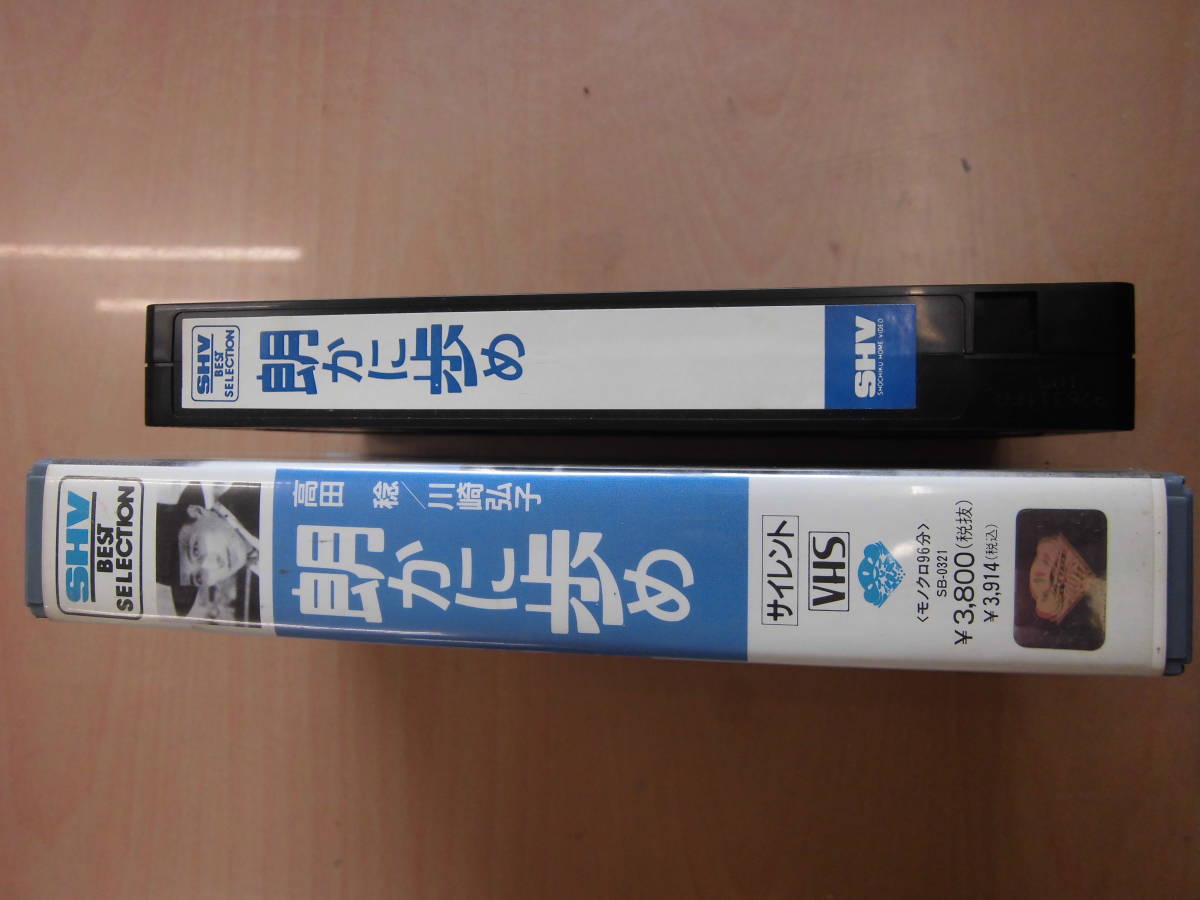 SHV
BEST
SELECTION
朗かに歩め
SHV
SHOCHIKU HOME VIDEO
SHV
BEST
SELECTION
高田 稔/川崎弘子
朗かに歩め
サイレント
VHS
〈モノクロ96分〉
SB-0321
¥3,800(税抜)
¥3,914(税込)